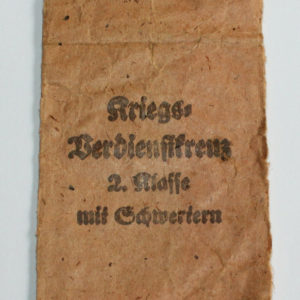 Kriegs-
Verdienstkreuz
2. Klasse
mit Schwertern